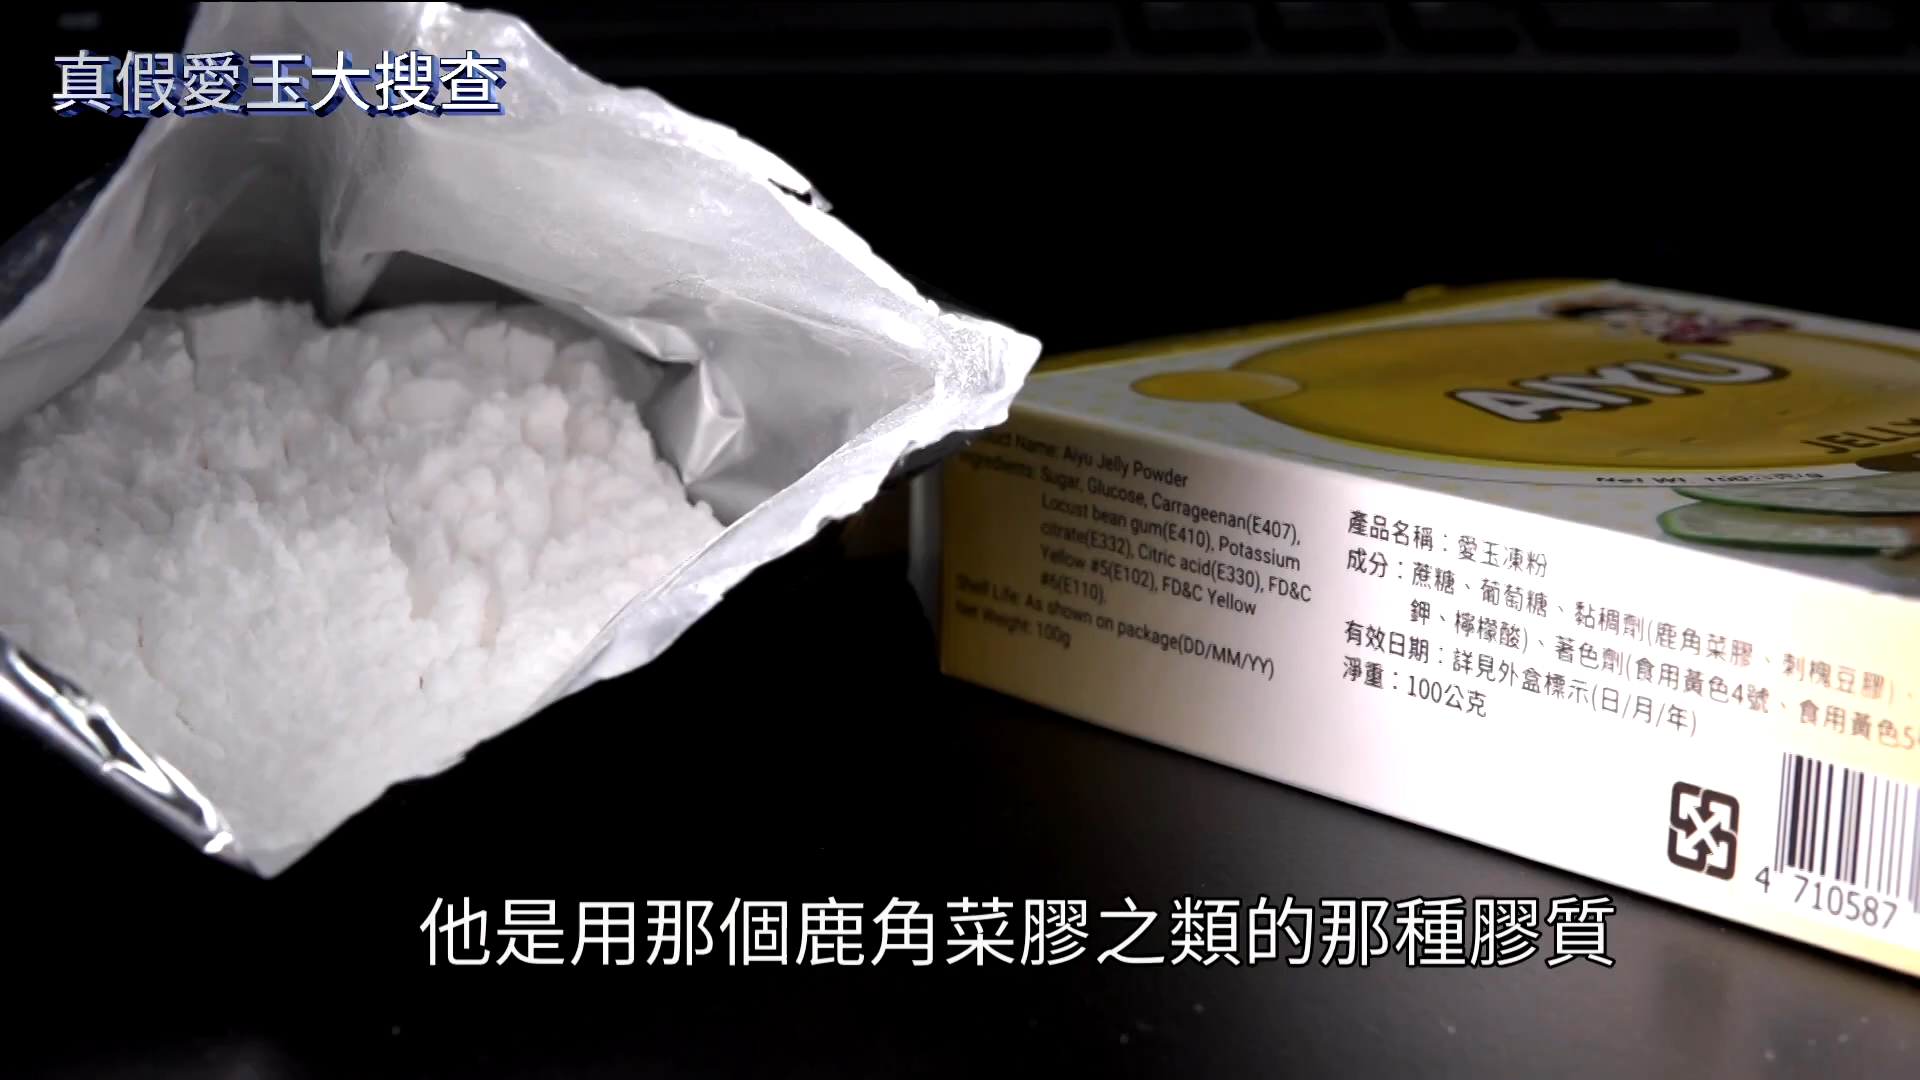 真假愛玉大搜查
AIYU
JELLY
Name: Aiyu Jelly Powder
Ingredients: Sugar, Glucose, Carrageenan(E407),
Locust bean gum(E410), Potassium
citrate(E332), Citric acid(E330), FD&C
Yellow #5(E102), FD&C Yellow
#6(E110).
Shelf Life: As shown on package(DD/MM/YY)
Net Weight: 100g
產品名稱：愛玉凍粉
成分：蔗糖、葡萄糖、黏稠劑(鹿角菜膠、刺槐豆膠)、
鉀、檸檬酸)、著色劑(食用黃色4號、食用黃色5
有效日期：詳見外盒標示(日/月/年)
淨重：100公克
4 710587
他是用那個鹿角菜膠之類的那種膠質